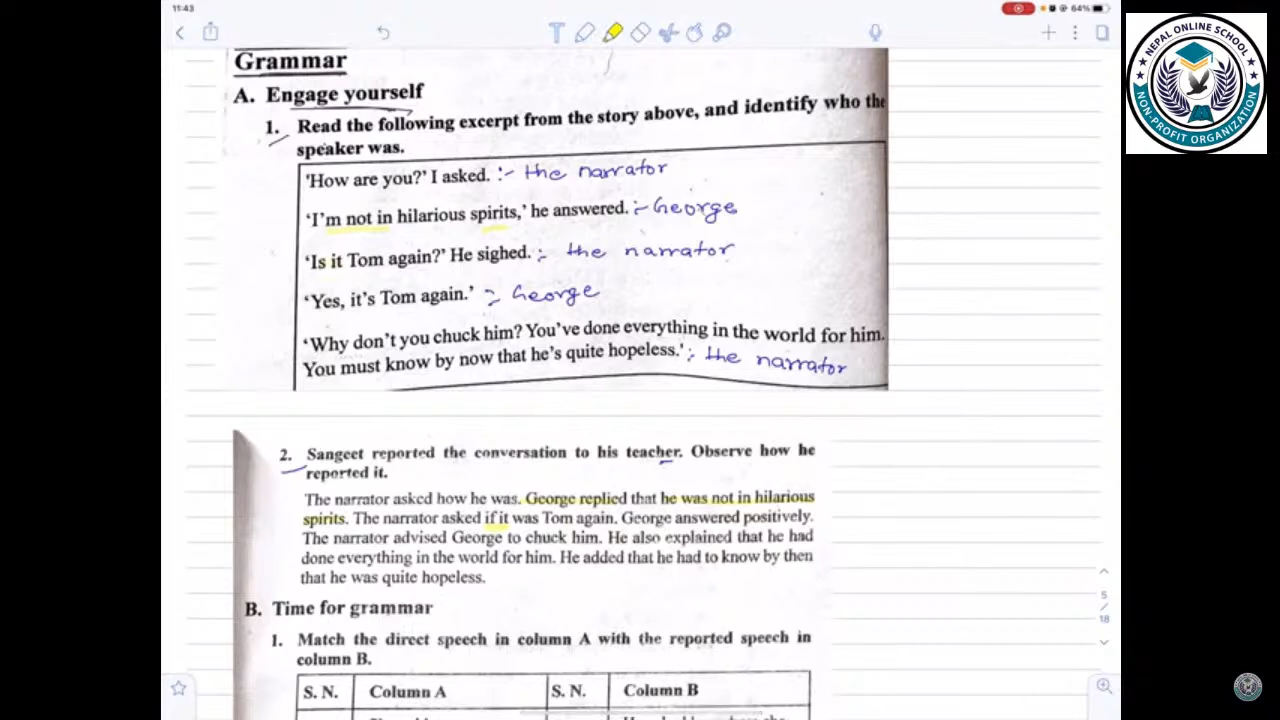 11:43
64%
NEPAL ONLINE SCHOOL
NON-PROFIT ORGANIZATION
Grammar
A. Engage yourself
1. Read the following excerpt from the story above, and identify who the
speaker was.
'How are you?' I asked. :- the narrator
'I'm not in hilarious spirits,' he answered. :- George
'Is it Tom again?' He sighed. :- the narrator
'Yes, it's Tom again.' :- George
'Why don't you chuck him? You've done everything in the world for him.
You must know by now that he's quite hopeless.' :- the narrator
2. Sangeet reported the conversation to his teacher. Observe how he
reported it.
The narrator asked how he was. George replied that he was not in hilarious
spirits. The narrator asked if it was Tom again. George answered positively.
The narrator advised George to chuck him. He also explained that he had
done everything in the world for him. He added that he had to know by then
that he was quite hopeless.
B. Time for grammar
1. Match the direct speech in column A with the reported speech in
column B.
S. N. Column A S. N. Column B
5
/
18